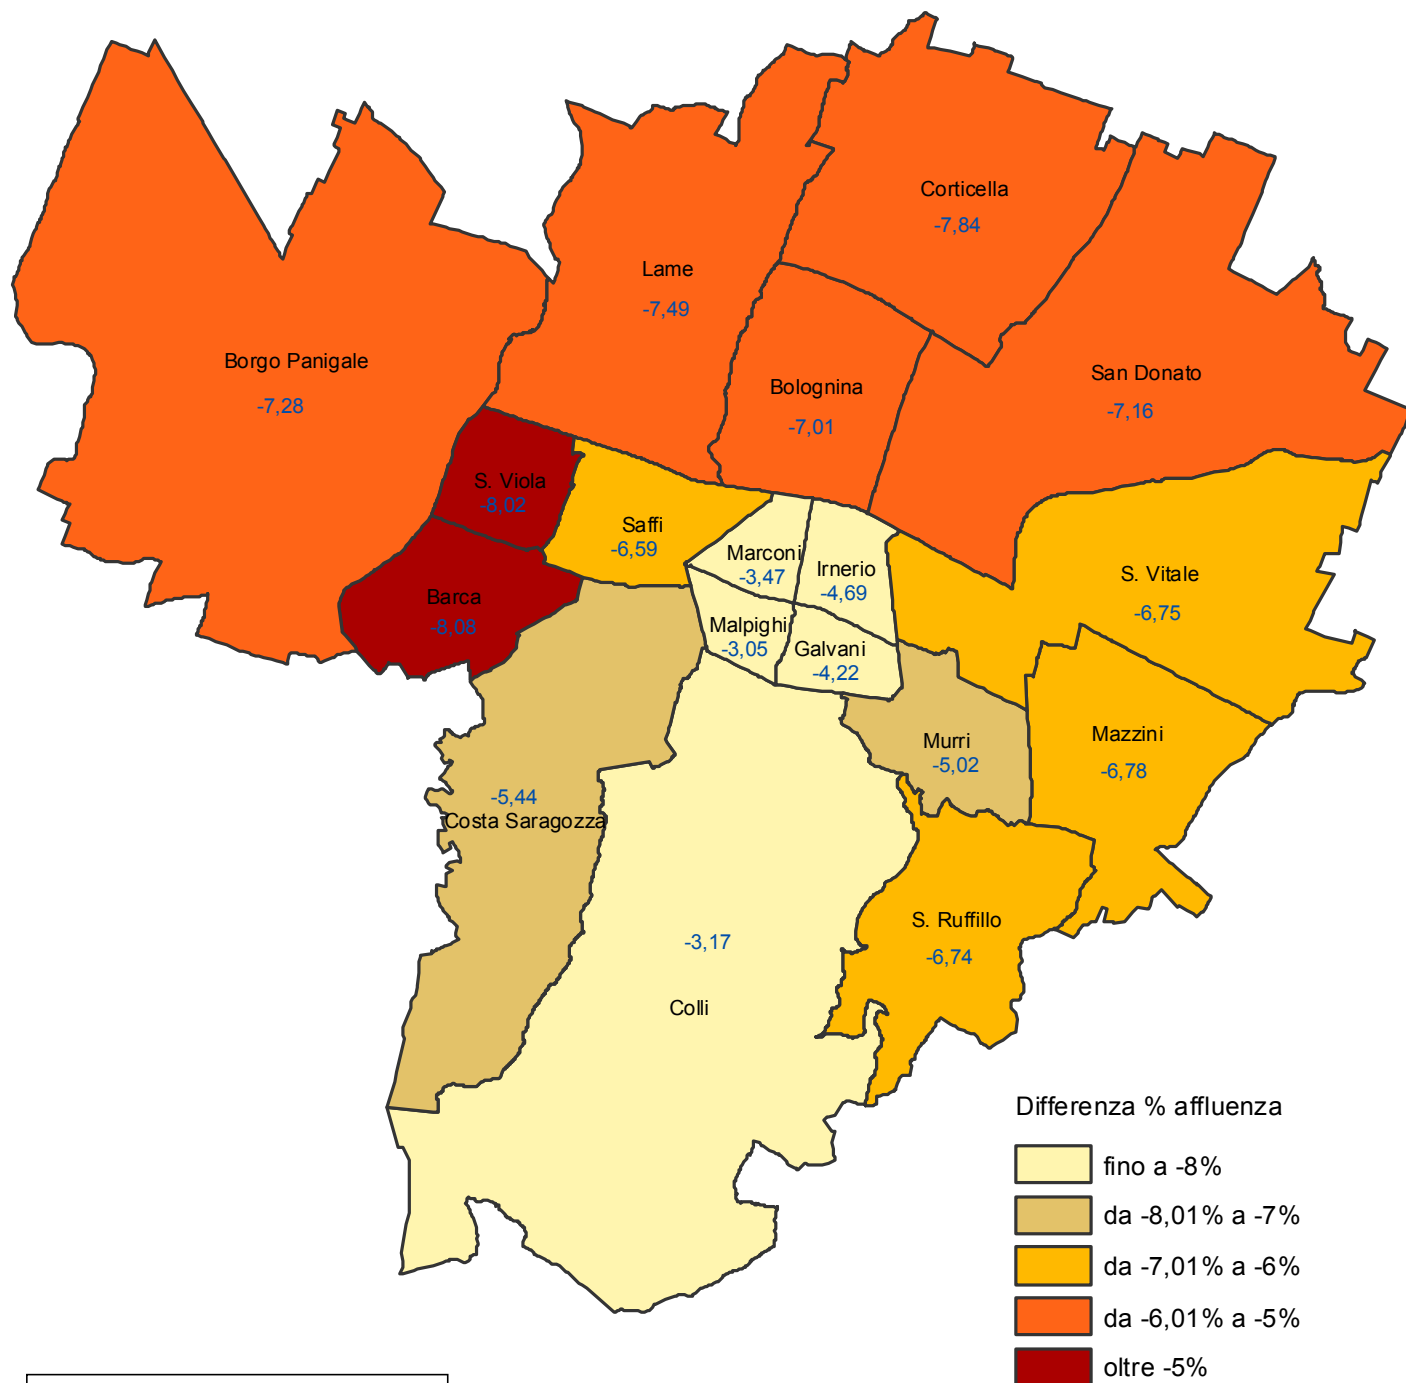 Corticella
-7,84
Lame
-7,49
Borgo Panigale
-7,28
Bolognina
-7,01
San Donato
-7,16
S. Viola
-8,02
Saffi
-6,59
Marconi
-3,47
Irnerio
-4,69
S. Vitale
-6,75
Barca
-8,08
Malpighi
-3,05
Galvani
-4,22
Murri
-5,02
Mazzini
-6,78
-5,44
Costa Saragozza
S. Ruffillo
-6,74
-3,17
Colli
Differenza % affluenza
fino a -8%
da -8,01% a -7%
da -7,01% a -6%
da -6,01% a -5%
oltre -5%